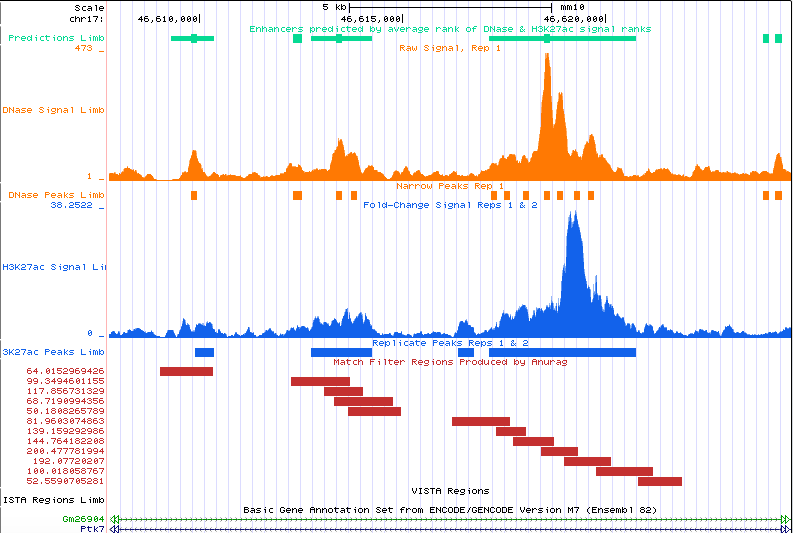 Scale 5 kb mm10
chr17: 46,610,000 46,615,000 46,620,000
Enhancers predicted by average rank of DNase & H3K27ac signal ranks
Predictions Limb
Raw Signal, Rep 1
473 _
DNase Signal Limb
1 _
Narrow Peaks Rep 1
DNase Peaks Limb
Fold-Change Signal Reps 1 & 2
38.2522 _
H3K27ac Signal Li
0 _
Replicate Peaks Reps 1 & 2
3K27ac Peaks Limb
Match Filter Regions Produced by Anurag
64.0152969426
99.3494601155
117.856731329
68.7190994356
50.1808265789
81.9603074863
139.159292986
144.764182208
200.477781994
192.07720207
100.018058767
52.5590705281
VISTA Regions
ISTA Regions Limb
Basic Gene Annotation Set from ENCODE/GENCODE Version M7 (Ensembl 82)
Gm26904
Ptk7